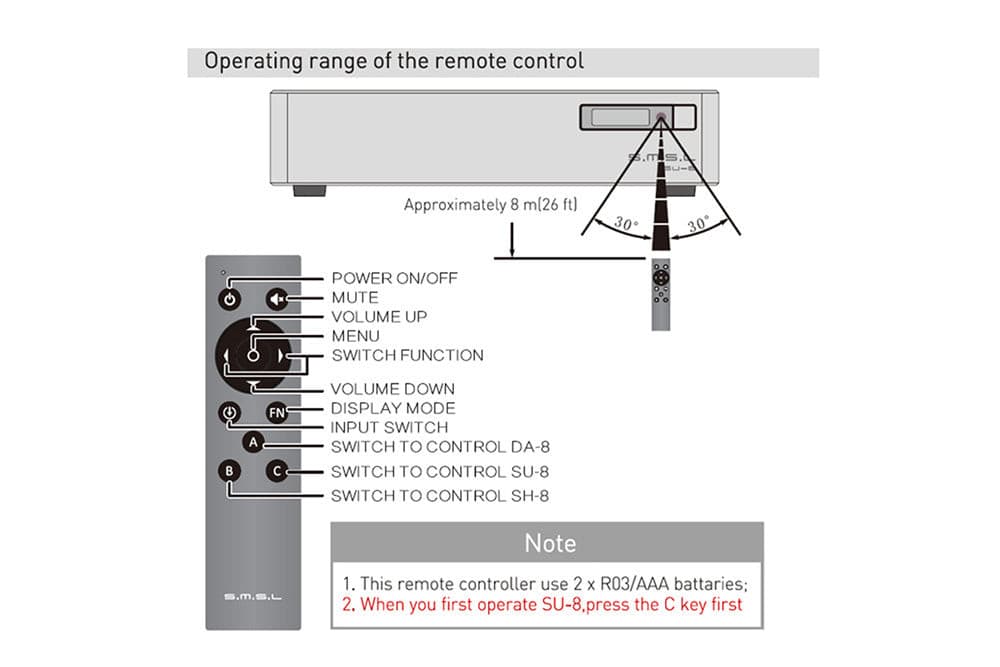 Operating range of the remote control
S.M.S.L
SU-8
Approximately 8 m(26 ft)
30° 30°
POWER ON/OFF
MUTE
VOLUME UP
MENU
SWITCH FUNCTION
VOLUME DOWN
FN DISPLAY MODE
INPUT SWITCH
A SWITCH TO CONTROL DA-8
B C SWITCH TO CONTROL SU-8
SWITCH TO CONTROL SH-8
Note
1. This remote controller use 2 x R03/AAA battaries;
2. When you first operate SU-8,press the C key first
S.M.S.L